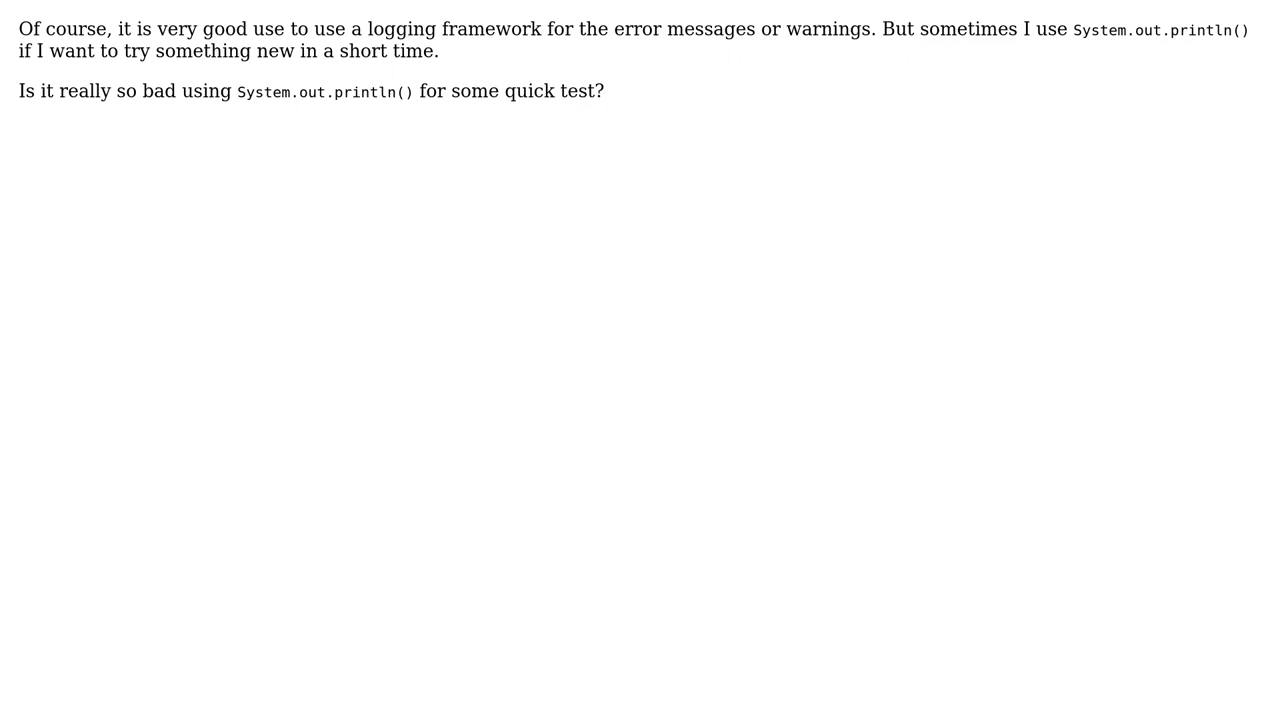 Of course, it is very good use to use a logging framework for the error messages or warnings. But sometimes I use System.out.println()
if I want to try something new in a short time.
Is it really so bad using System.out.println() for some quick test?